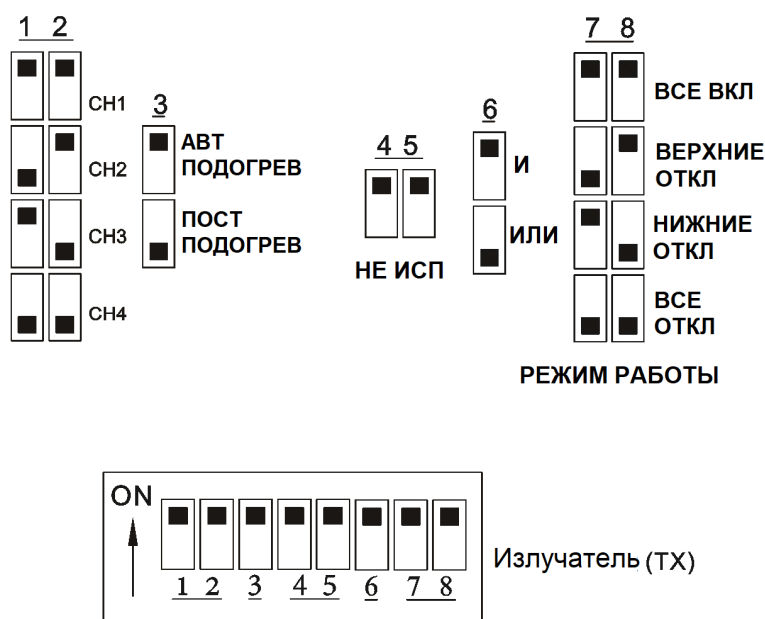 1 2
CH1
CH2
CH3
CH4
3
АВТ
ПОДОГРЕВ
ПОСТ
ПОДОГРЕВ
4 5
НЕ ИСП
6
И
ИЛИ
7 8
ВСЕ ВКЛ
ВЕРХНИЕ
ОТКЛ
НИЖНИЕ
ОТКЛ
ВСЕ
ОТКЛ
РЕЖИМ РАБОТЫ
ON
1 2 3 4 5 6 7 8
Излучатель (TX)